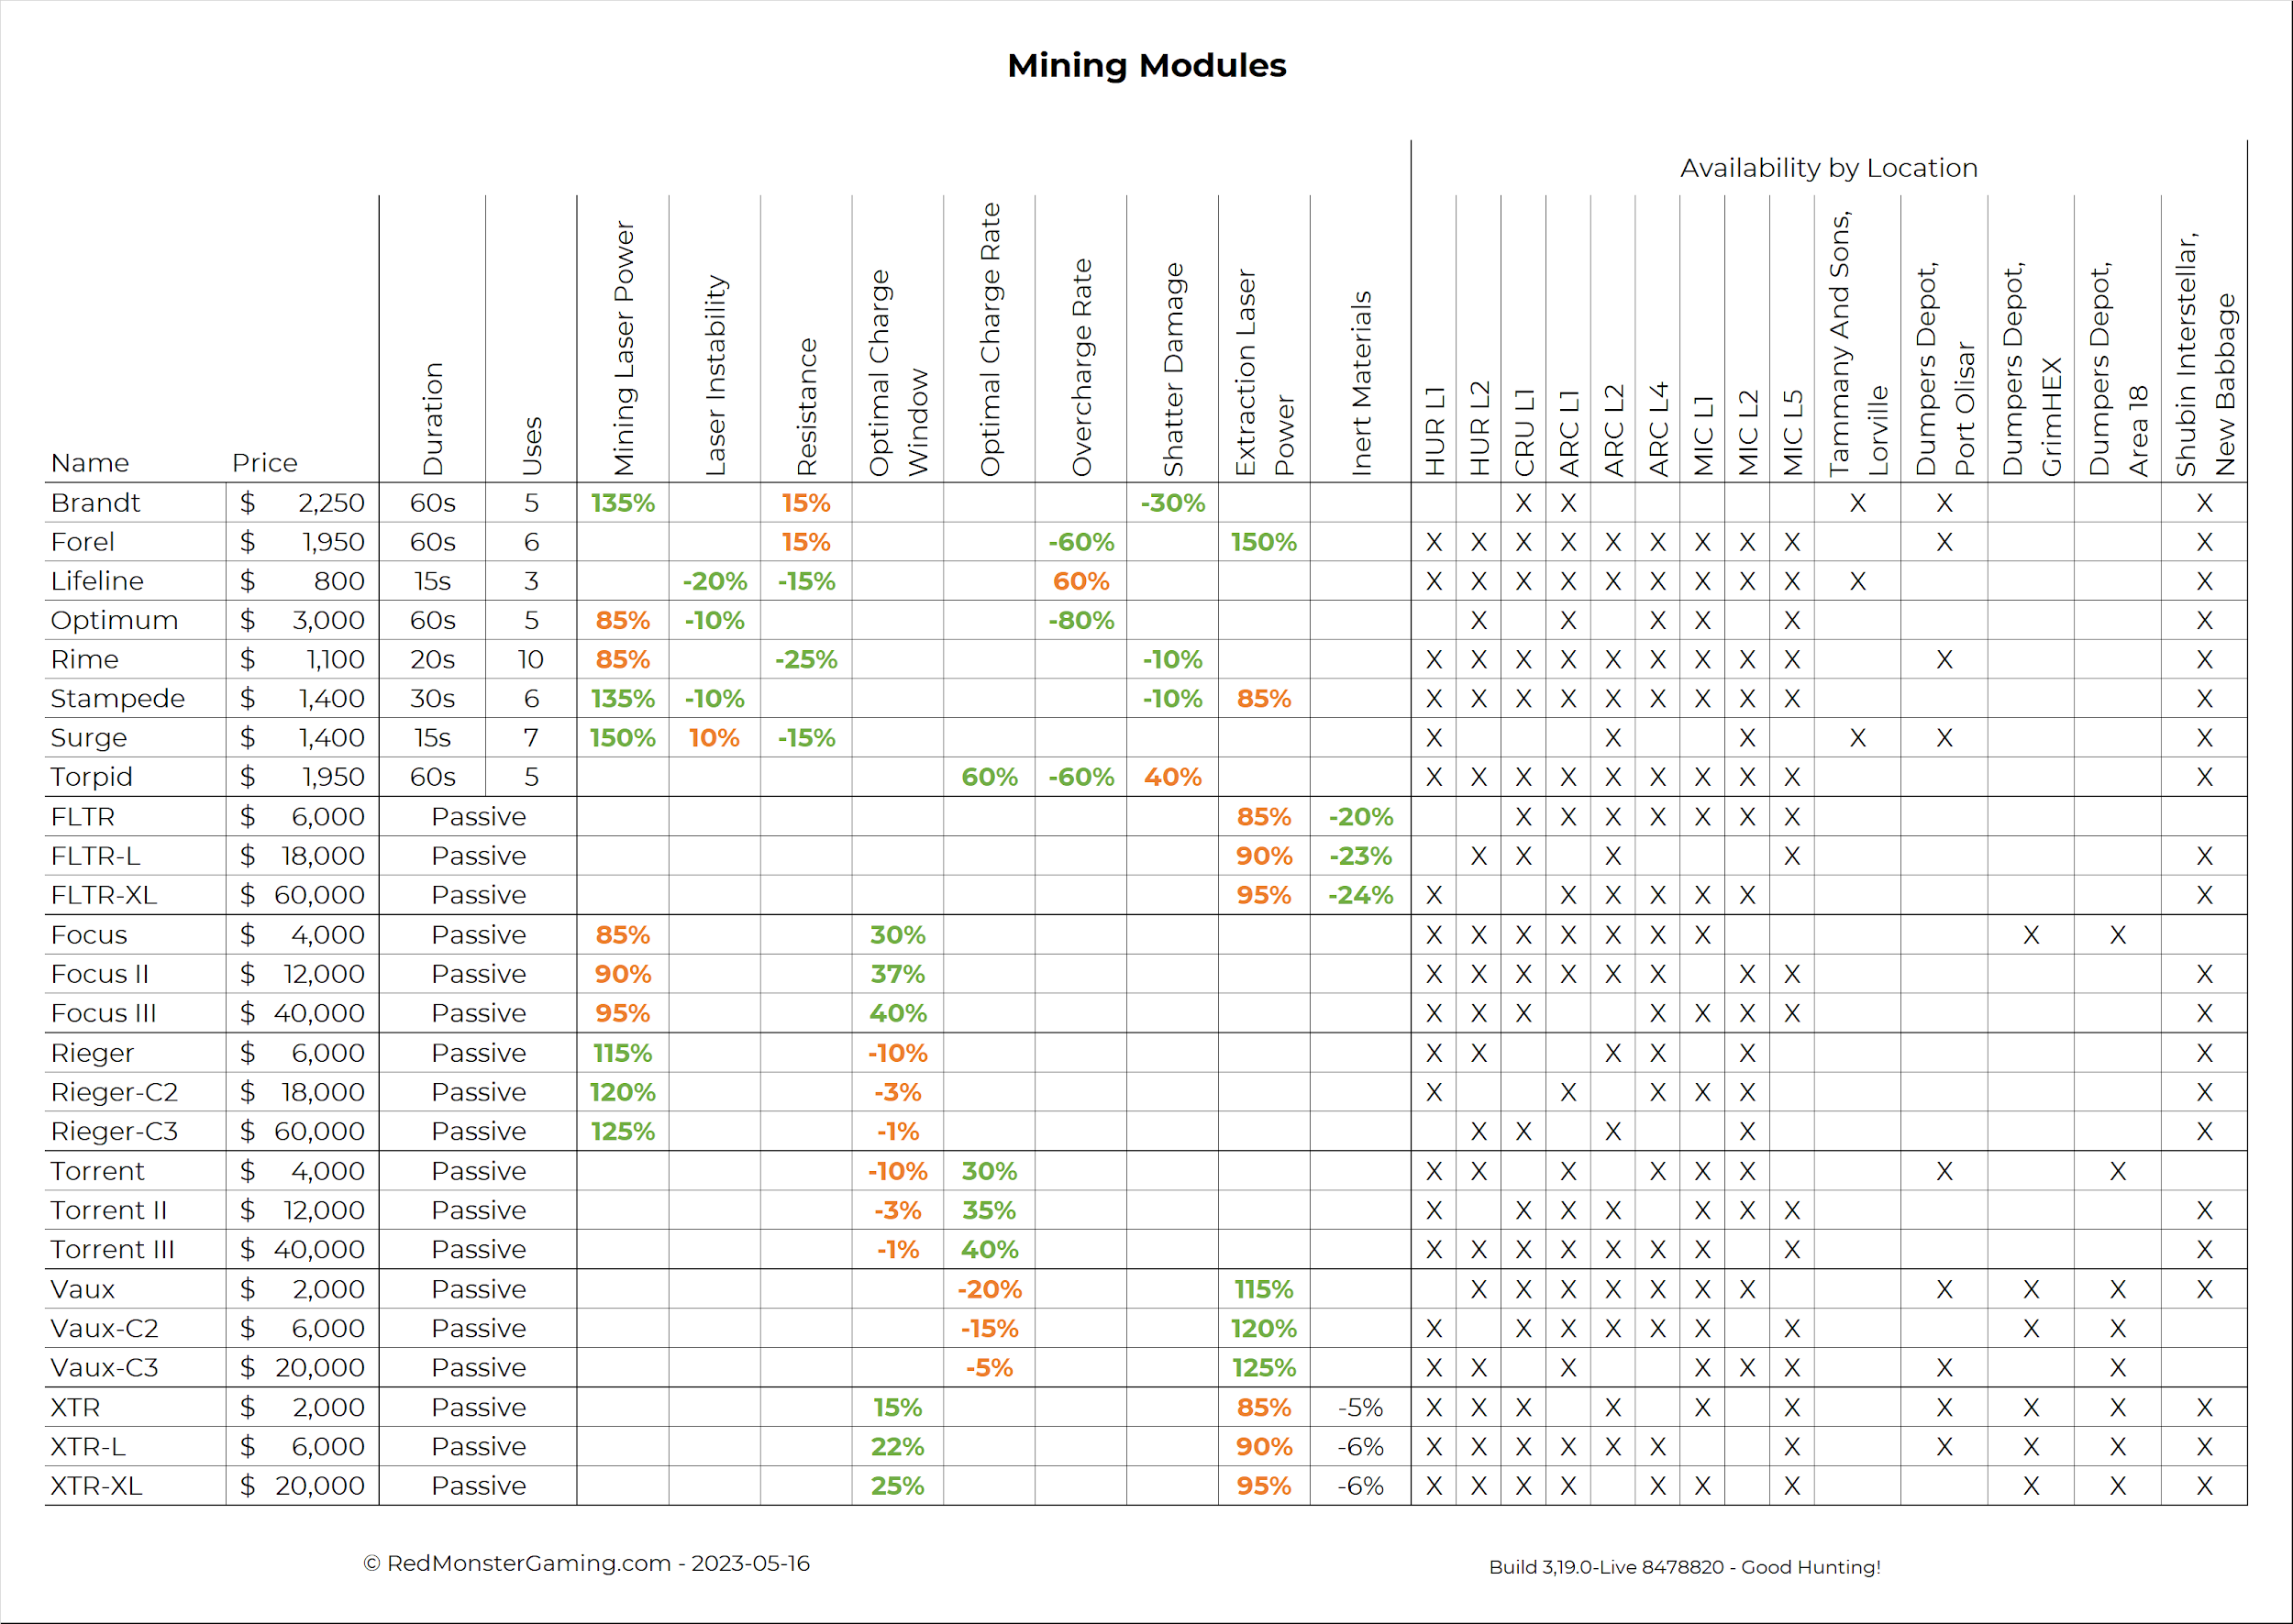 Mining Modules
Availability by Location
Name Price Duration Uses Mining Laser Power Laser Instability Resistance Optimal Charge Window Optimal Charge Rate Overcharge Rate Shatter Damage Extraction Laser Power Inert Materials HUR L1 HUR L2 CRU L1 ARC L1 ARC L2 ARC L4 MIC L1 MIC L2 MIC L5 Tammany And Sons, Lorville Dumpers Depot, Port Olisar Dumpers Depot, GrimHEX Dumpers Depot, Area 18 Shubin Interstellar, New Babbage
Brandt $ 2,250 60s 5 135% 15% -30% X X X X X
Forel $ 1,950 60s 6 15% -60% 150% X X X X X X X X X X X
Lifeline $ 800 15s 3 -20% -15% 60% X X X X X X X X X X X
Optimum $ 3,000 60s 5 85% -10% -80% X X X X X X
Rime $ 1,100 20s 10 85% -25% -10% X X X X X X X X X X X
Stampede $ 1,400 30s 6 135% -10% -10% 85% X X X X X X X X X X
Surge $ 1,400 15s 7 150% 10% -15% X X X X X X
Torpid $ 1,950 60s 5 60% -60% 40% X X X X X X X X X X
FLTR $ 6,000 Passive 85% -20% X X X X X X X
FLTR-L $ 18,000 Passive 90% -23% X X X X X
FLTR-XL $ 60,000 Passive 95% -24% X X X X X X X
Focus $ 4,000 Passive 85% 30% X X X X X X X X X
Focus II $ 12,000 Passive 90% 37% X X X X X X X X X
Focus III $ 40,000 Passive 95% 40% X X X X X X X X
Rieger $ 6,000 Passive 115% -10% X X X X X X
Rieger-C2 $ 18,000 Passive 120% -3% X X X X X X
Rieger-C3 $ 60,000 Passive 125% -1% X X X X X
Torrent $ 4,000 Passive -10% 30% X X X X X X X X
Torrent II $ 12,000 Passive -3% 35% X X X X X X X X
Torrent III $ 40,000 Passive -1% 40% X X X X X X X X X
Vaux $ 2,000 Passive -20% 115% X X X X X X X X X X X
Vaux-C2 $ 6,000 Passive -15% 120% X X X X X X X X X
Vaux-C3 $ 20,000 Passive -5% 125% X X X X X X X X
XTR $ 2,000 Passive 15% 85% -5% X X X X X X X X X X
XTR-L $ 6,000 Passive 22% 90% -6% X X X X X X X X X X X
XTR-XL $ 20,000 Passive 25% 95% -6% X X X X X X X X X X
© RedMonsterGaming.com - 2023-05-16
Build 3,19.0-Live 8478820 - Good Hunting!